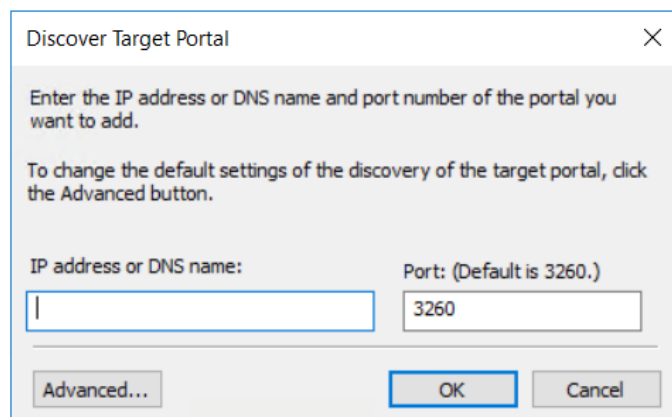 Discover Target Portal
Enter the IP address or DNS name and port number of the portal you
want to add.
To change the default settings of the discovery of the target portal, click
the Advanced button.
IP address or DNS name:
Port: (Default is 3260.)
3260
Advanced...
OK
Cancel